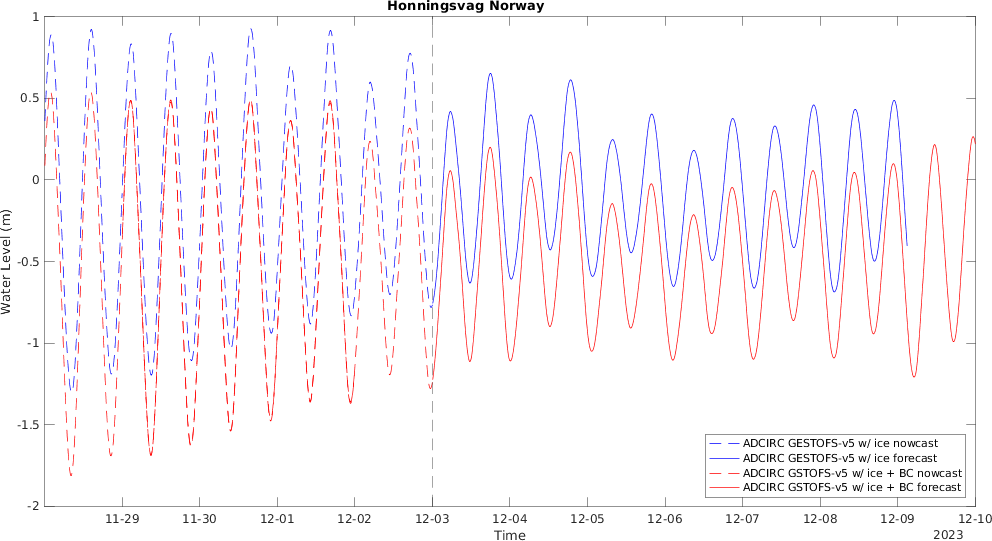 Honningsvag Norway
1
0.5
0
-0.5
-1
-1.5
-2
Water Level (m)
11-29
11-30
12-01
12-02
12-03
12-04
12-05
12-06
12-07
12-08
12-09
12-10
Time
2023
ADCIRC GESTOFS-v5 w/ ice nowcast
ADCIRC GESTOFS-v5 w/ ice forecast
ADCIRC GSTOFS-v5 w/ ice + BC nowcast
ADCIRC GSTOFS-v5 w/ ice + BC forecast